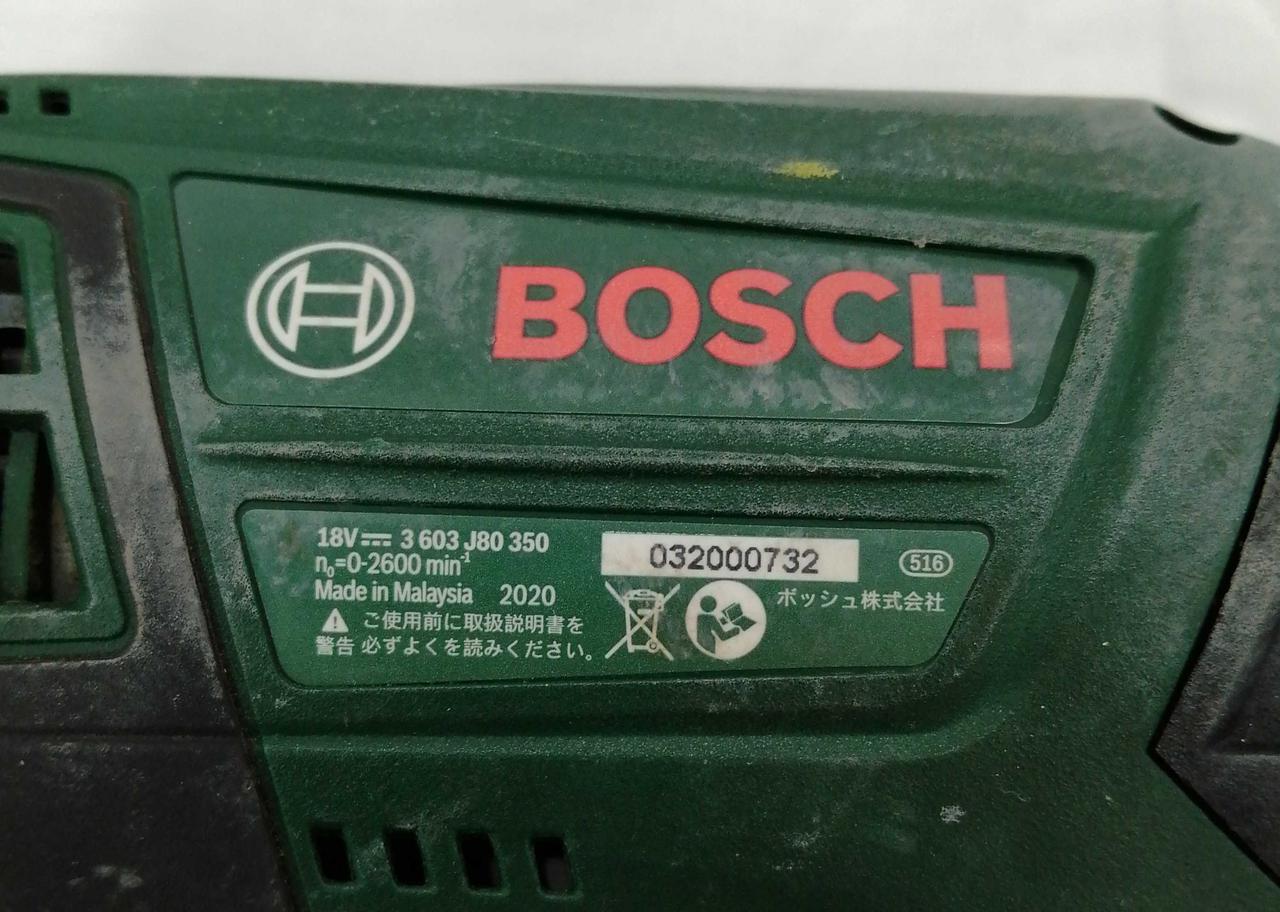 BOSCH
18V⎓ 3 603 J80 350
n₀=0-2600 min⁻¹
Made in Malaysia 2020
032000732
516
ボッシュ株式会社
ご使用前に取扱説明書を
警告 必ずよくを読みください。